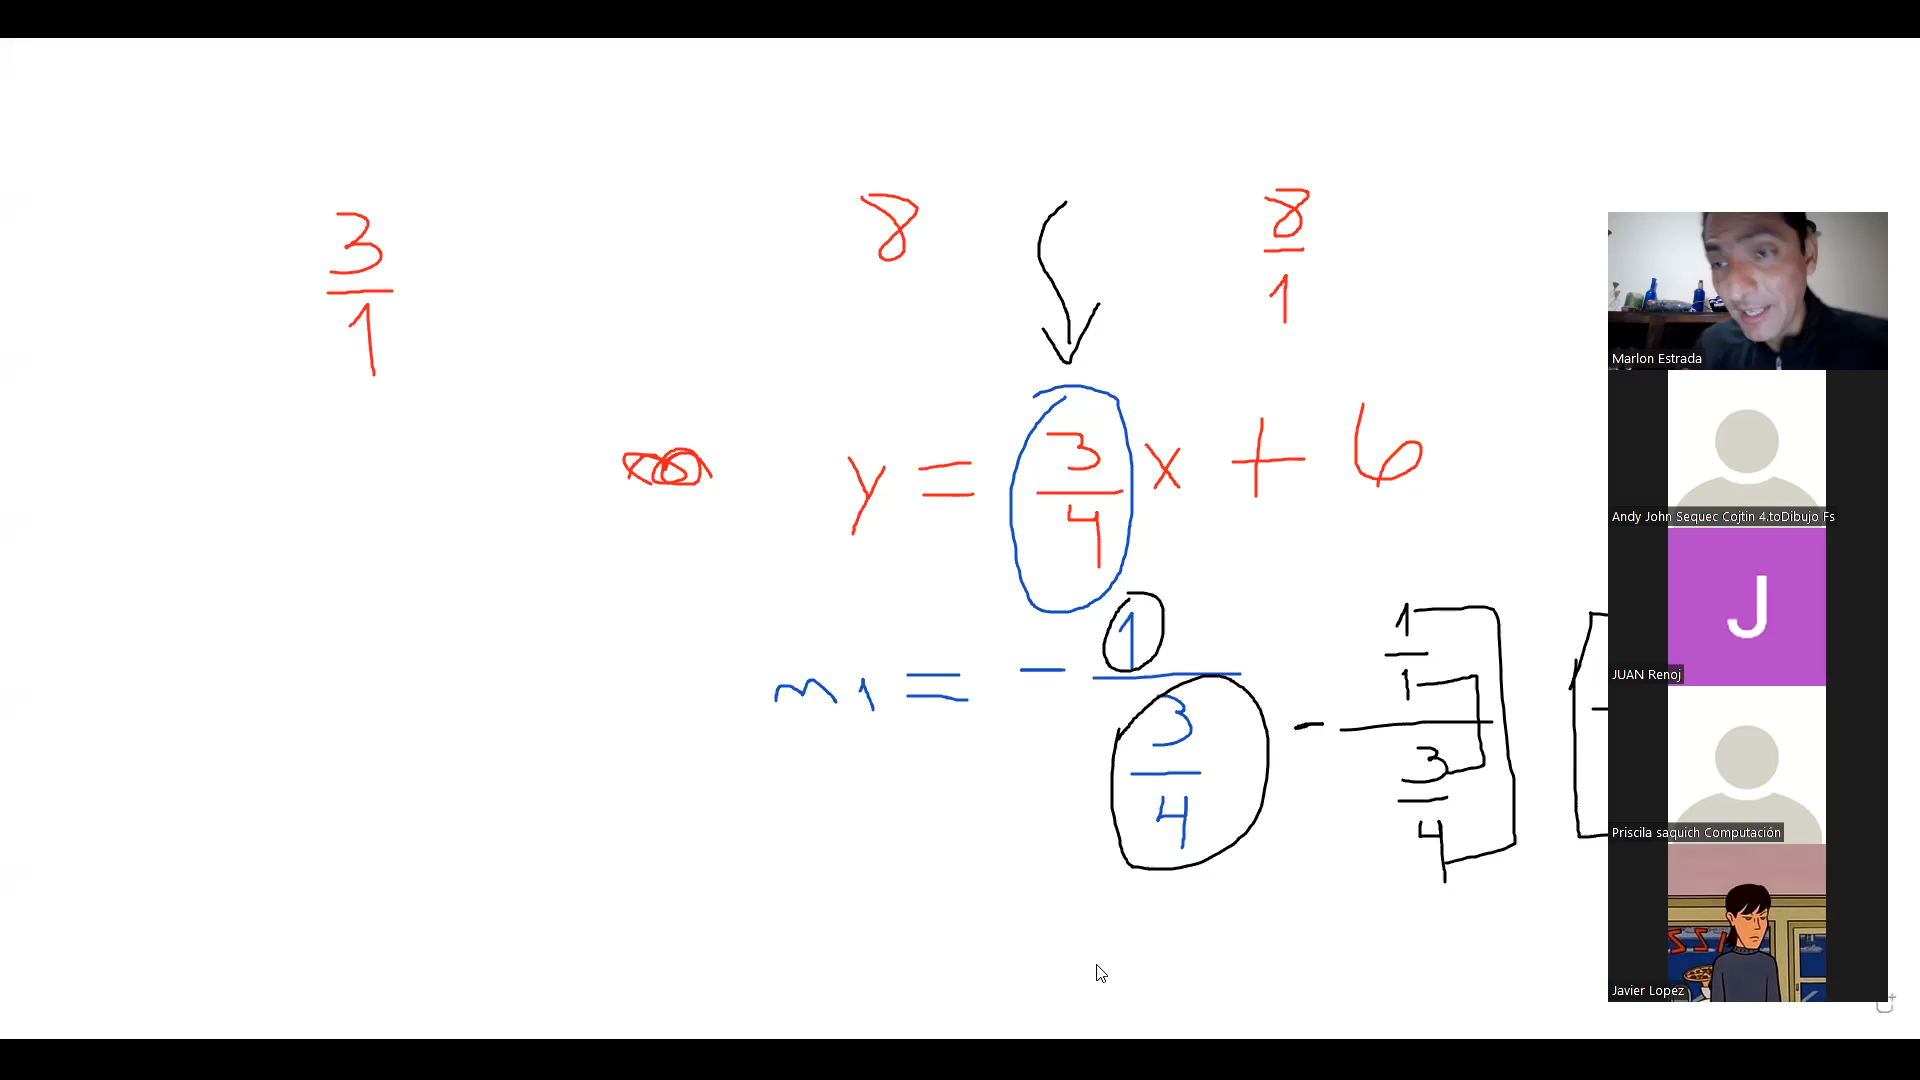 3/1
8
8/1
y = 3/4 x + 6
m1 = - 1/(3/4)
- (1/1)/(3/4)
Marlon Estrada
Andy John Sequec Cojtin 4.toDibujo Fs
J
JUAN Renoj
Priscila saquich Computación
Javier Lopez